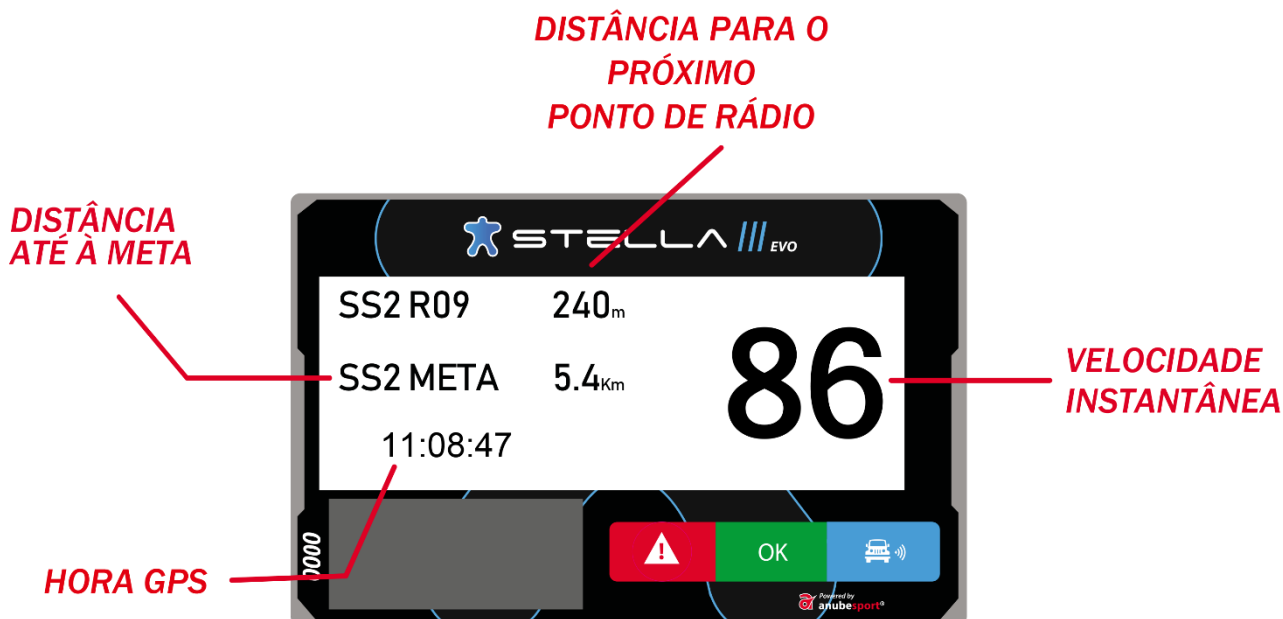 DISTÂNCIA PARA O
PRÓXIMO
PONTO DE RÁDIO
DISTÂNCIA
ATÉ À META
STELLA III EVO
SS2 R09 240m
SS2 META 5.4Km
86
11:08:47
VELOCIDADE
INSTANTÂNEA
HORA GPS
0000
OK
Powered by
anubesport®